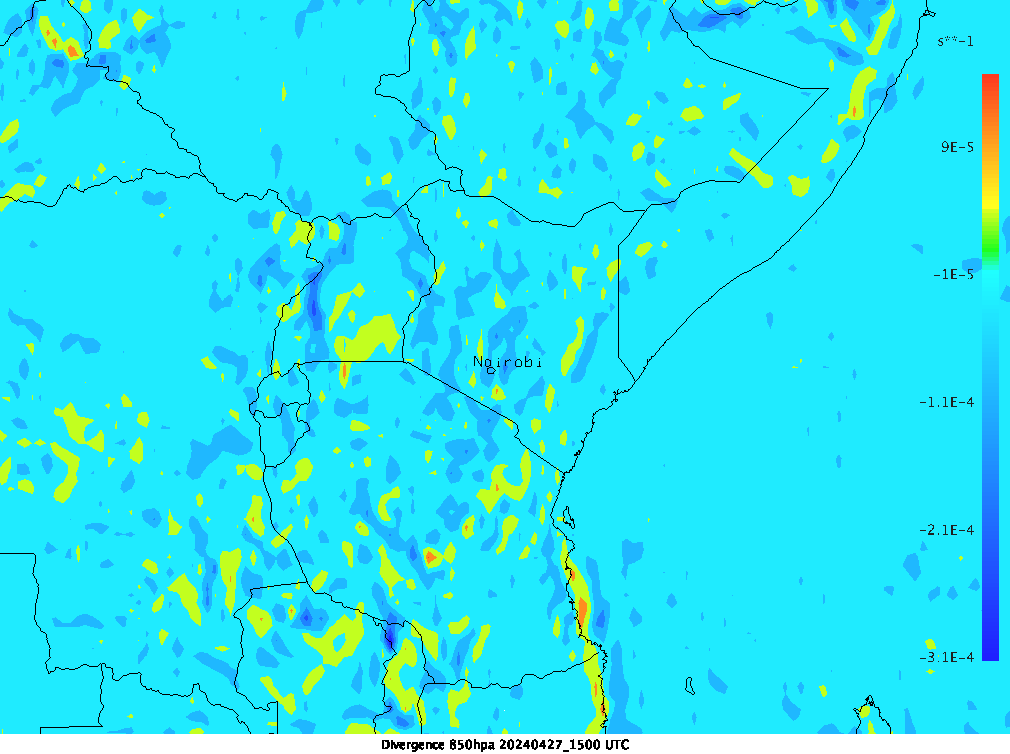 s**-1
9E-5
-1E-5
-1.1E-4
Nairobi
-2.1E-4
-3.1E-4
Divergence 850hpa 20240427_1500 UTC